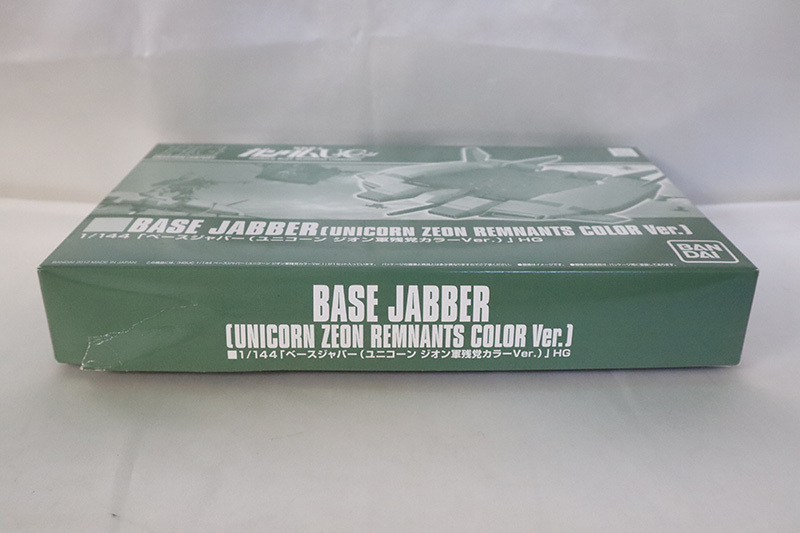 BASE JABBER(UNICORN ZEON REMNANTS COLOR Ver.)
1/144「ベースジャバー(ユニコーン ジオン軍残党カラーVer.)」HG
BAN
DAI
BASE JABBER
(UNICORN ZEON REMNANTS COLOR Ver.)
■1/144「ベースジャバー(ユニコーン ジオン軍残党カラーVer.)」HG